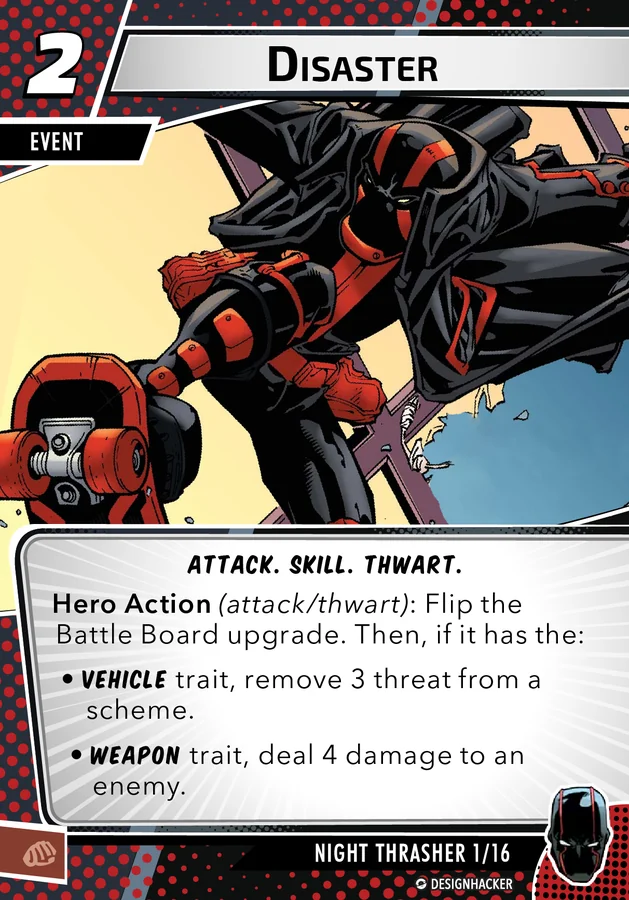 2
DISASTER
EVENT
ATTACK. SKILL. THWART.
Hero Action (attack/thwart): Flip the
Battle Board upgrade. Then, if it has the:
• VEHICLE trait, remove 3 threat from a
scheme.
• WEAPON trait, deal 4 damage to an
enemy.
NIGHT THRASHER 1/16
DESIGNHACKER